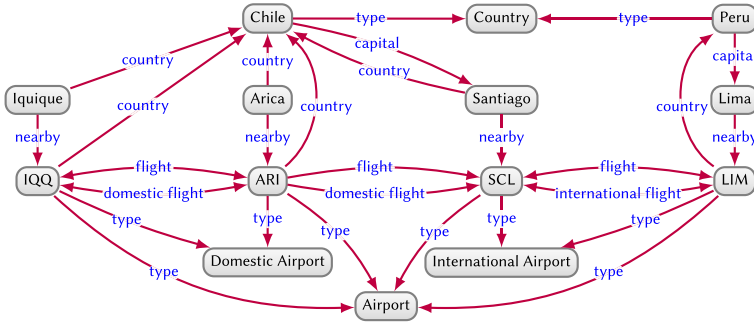 Chile type Country type Peru
country capital capital
country country country
Iquique Arica Santiago Lima
country country country
nearby nearby nearby nearby
IQQ flight ARI flight SCL flight LIM
domestic flight domestic flight international flight
type type type type type type
Domestic Airport International Airport
type type
Airport